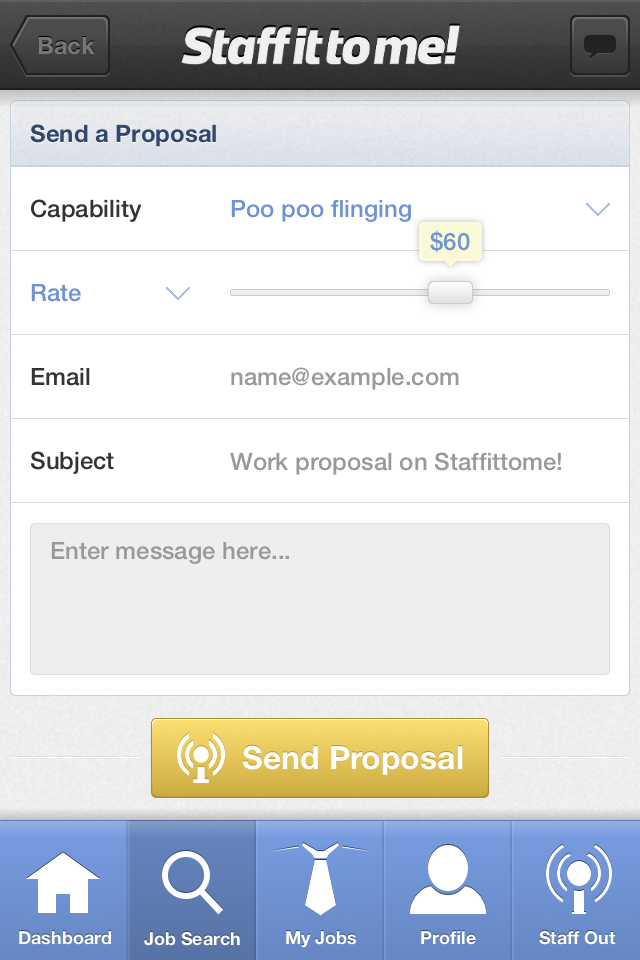 Back
Staffittome!
Send a Proposal
Capability
Poo poo flinging
$60
Rate
Email
name@example.com
Subject
Work proposal on Staffittome!
Enter message here...
Send Proposal
Dashboard
Job Search
My Jobs
Profile
Staff Out